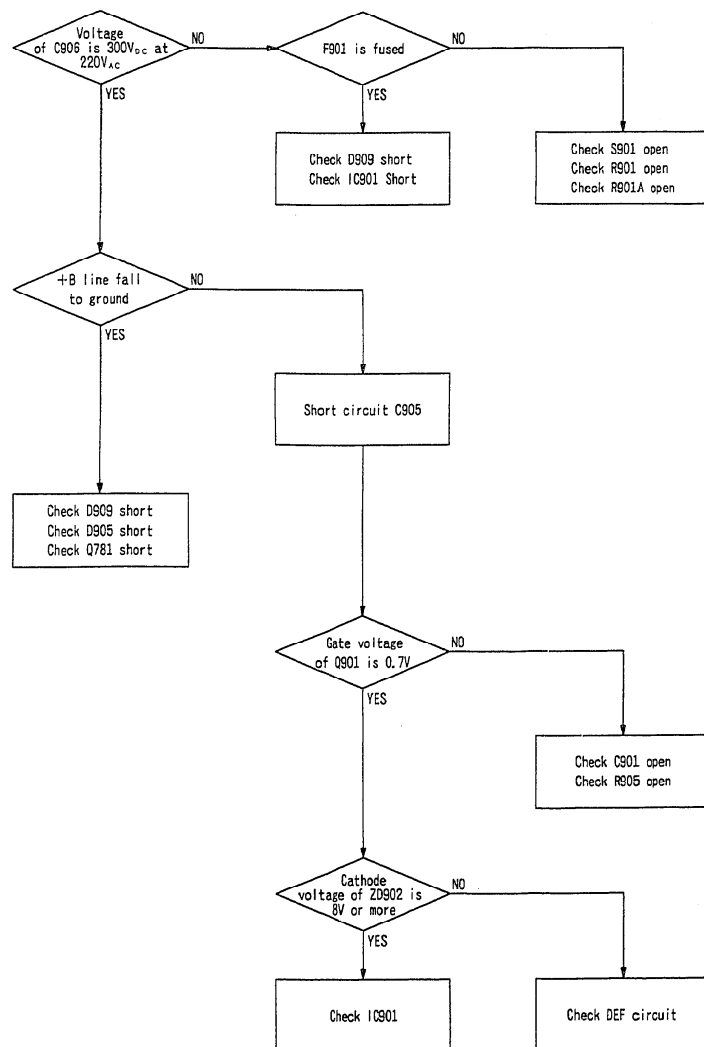 Voltage
of C906 is 300VDC at
220VAC
NO
YES
F901 is fused
NO
YES
Check D909 short
Check IC901 Short
Check S901 open
Check R901 open
Check R901A open
+B line fall
to ground
NO
YES
Short circuit C905
Check D909 short
Check D905 short
Check Q781 short
Gate voltage
of Q901 is 0.7V
NO
YES
Check C901 open
Check R905 open
Cathode
voltage of ZD902 is
8V or more
NO
YES
Check IC901
Check DEF circuit